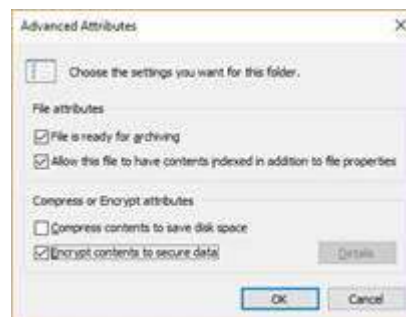 Advanced Attributes
Choose the settings you want for this folder.
File attributes
File is ready for archiving
Allow this file to have contents indexed in addition to file properties
Compress or Encrypt attributes
Compress contents to save disk space
Encrypt contents to secure data
Details
OK
Cancel